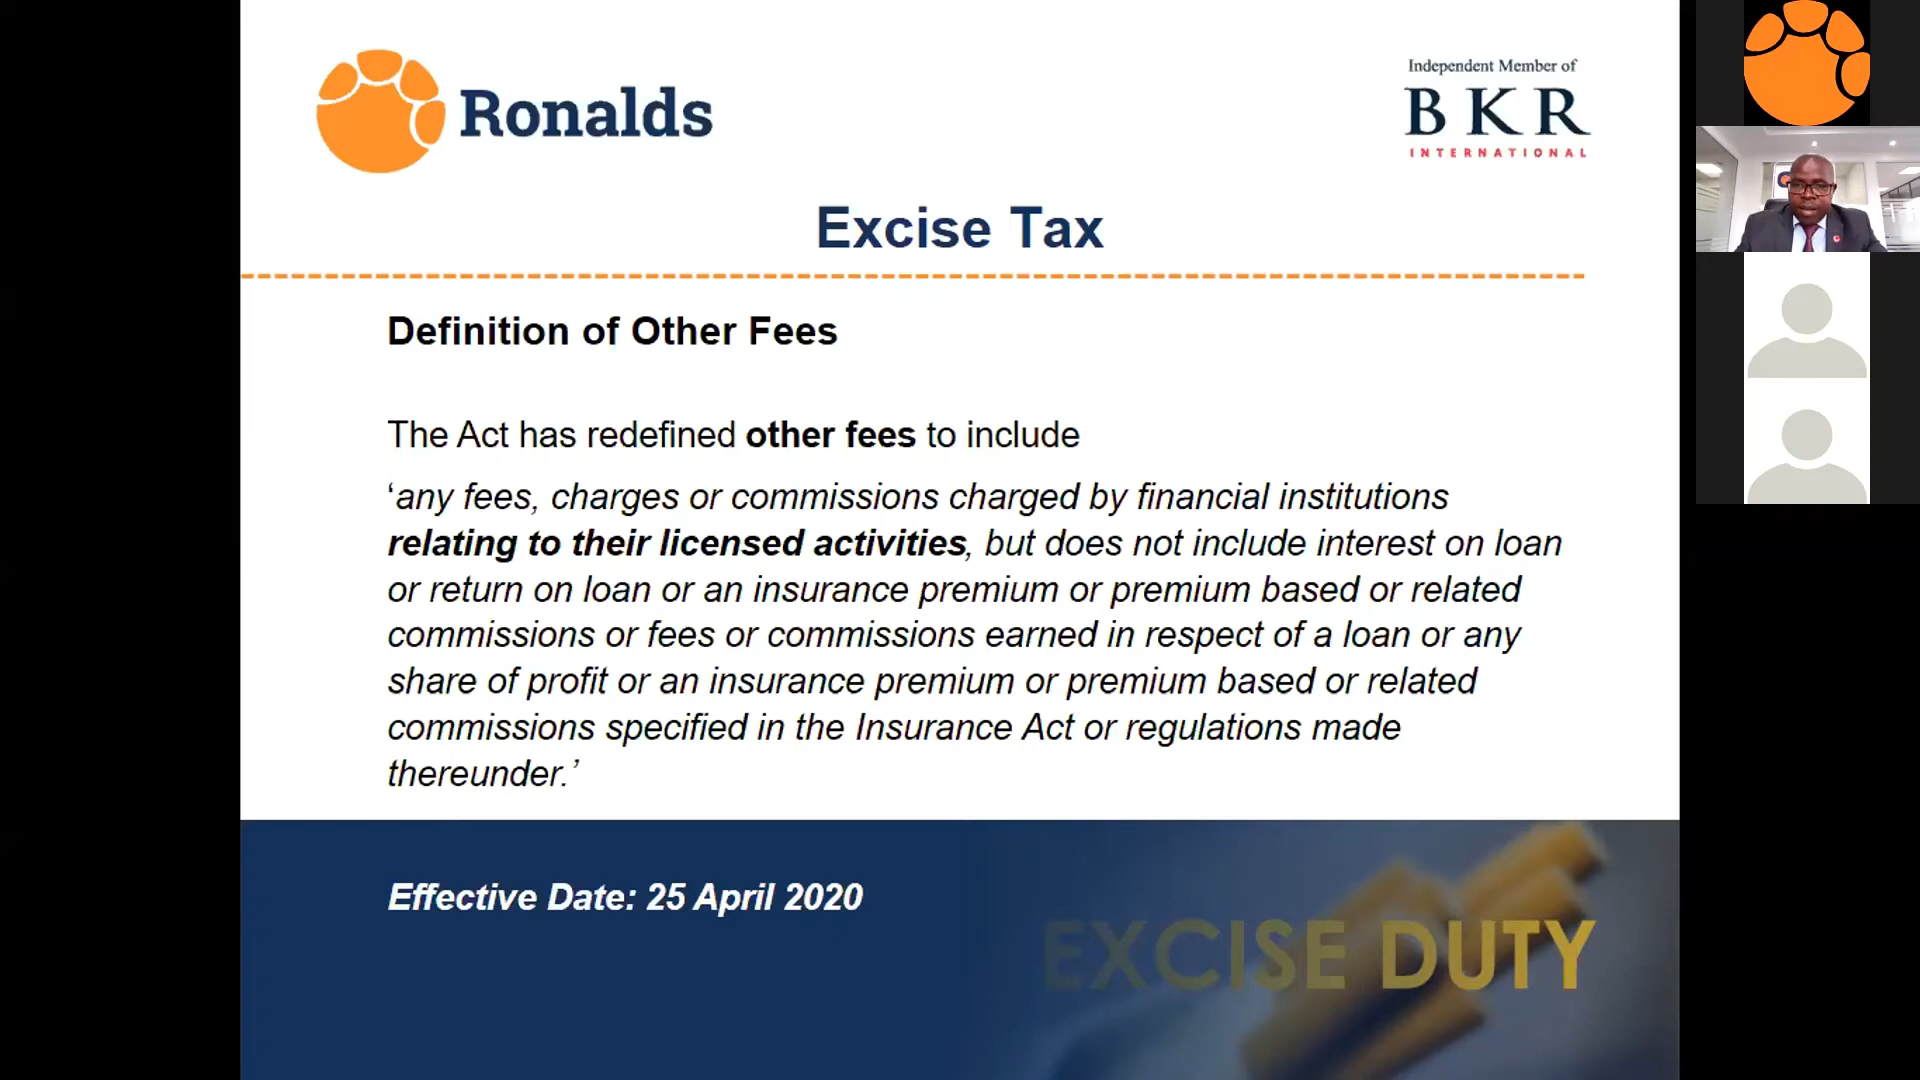 Ronalds
Independent Member of
BKR
INTERNATIONAL
Excise Tax
Definition of Other Fees
The Act has redefined other fees to include
‘any fees, charges or commissions charged by financial institutions
relating to their licensed activities, but does not include interest on loan
or return on loan or an insurance premium or premium based or related
commissions or fees or commissions earned in respect of a loan or any
share of profit or an insurance premium or premium based or related
commissions specified in the Insurance Act or regulations made
thereunder.’
Effective Date: 25 April 2020
EXCISE DUTY